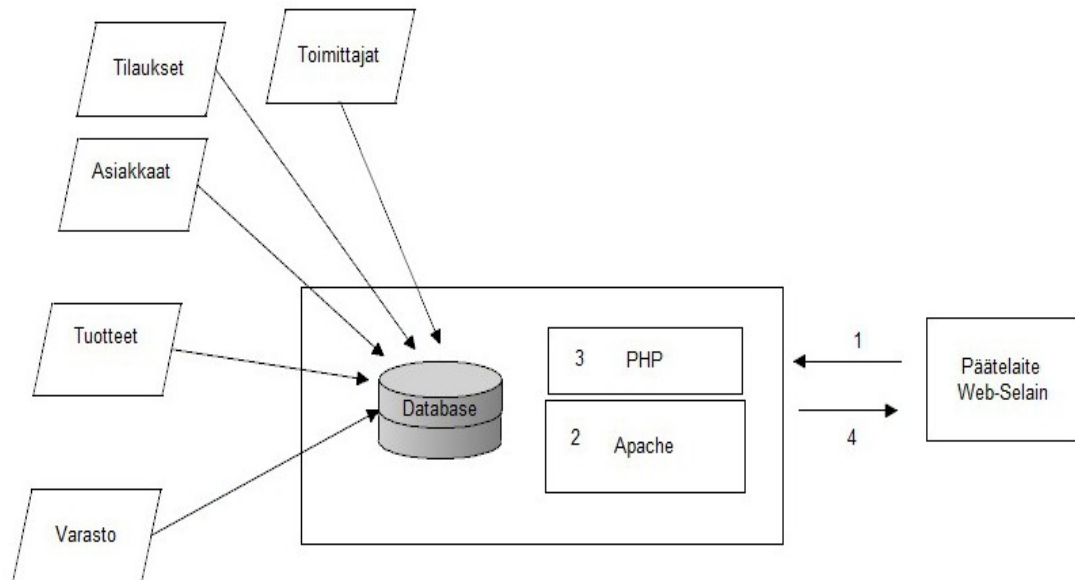 Tilaukset
Toimittajat
Asiakkaat
Tuotteet
Varasto
Database
3 PHP
2 Apache
1
4
Päätelaite
Web-Selain